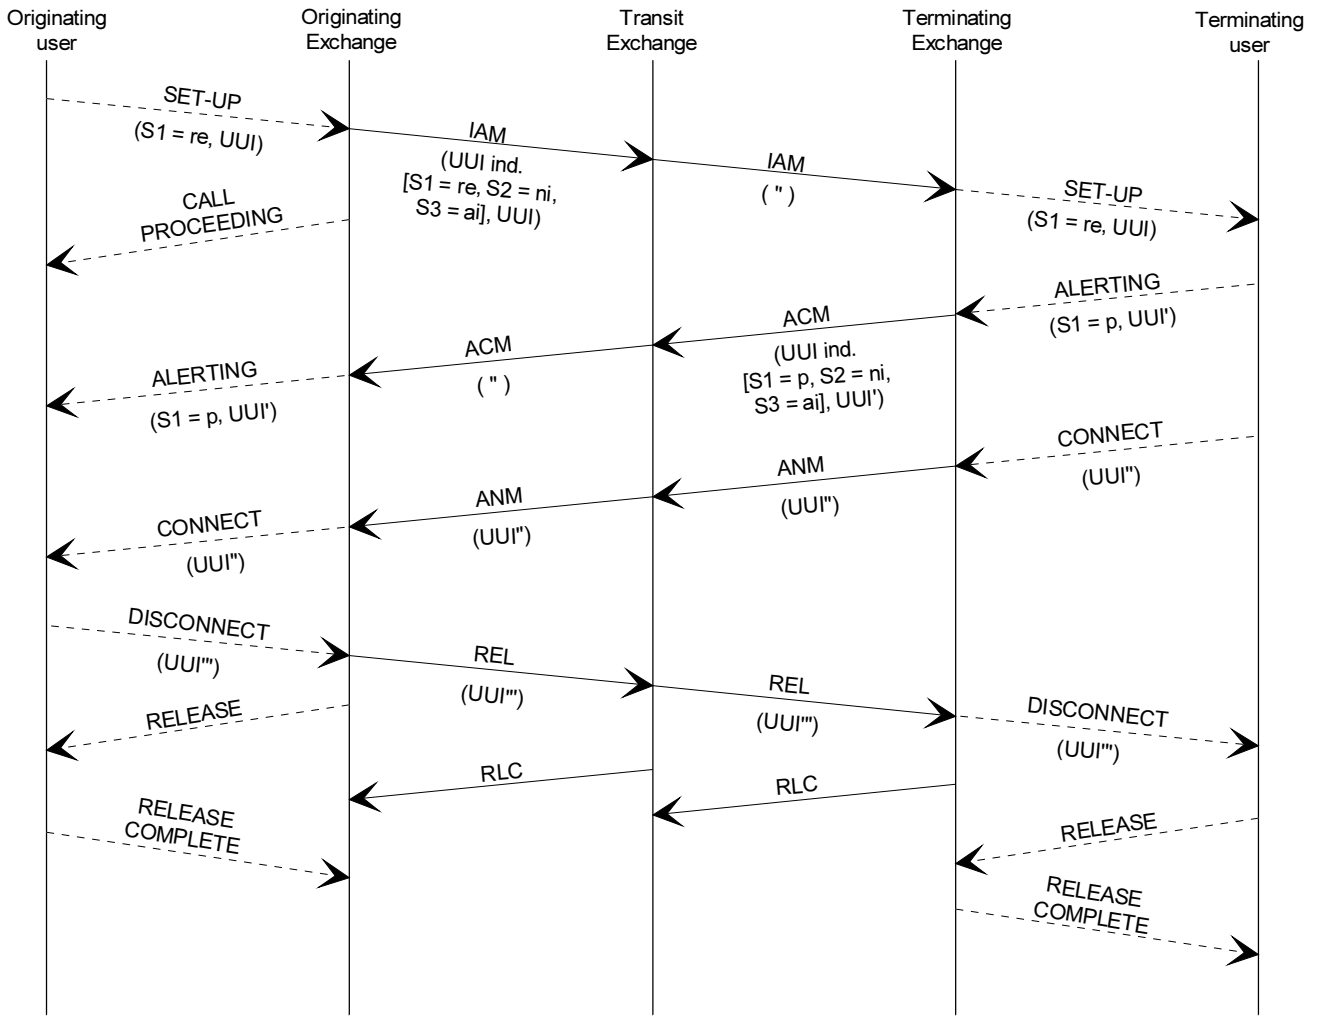 Originating
user
Originating
Exchange
Transit
Exchange
Terminating
Exchange
Terminating
user
SET-UP
(S1 = re, UUI)
IAM
(UUI ind.
[S1 = re, S2 = ni,
S3 = ai], UUI)
IAM
( " )
SET-UP
(S1 = re, UUI)
CALL
PROCEEDING
ALERTING
(S1 = p, UUI')
ACM
(UUI ind.
[S1 = p, S2 = ni,
S3 = ai], UUI')
ACM
( " )
ALERTING
(S1 = p, UUI')
CONNECT
(UUI")
ANM
(UUI")
ANM
(UUI")
CONNECT
(UUI")
DISCONNECT
(UUI"')
REL
(UUI"')
REL
(UUI"')
DISCONNECT
(UUI"')
RELEASE
RLC
RLC
RELEASE
COMPLETE
RELEASE
RELEASE
COMPLETE